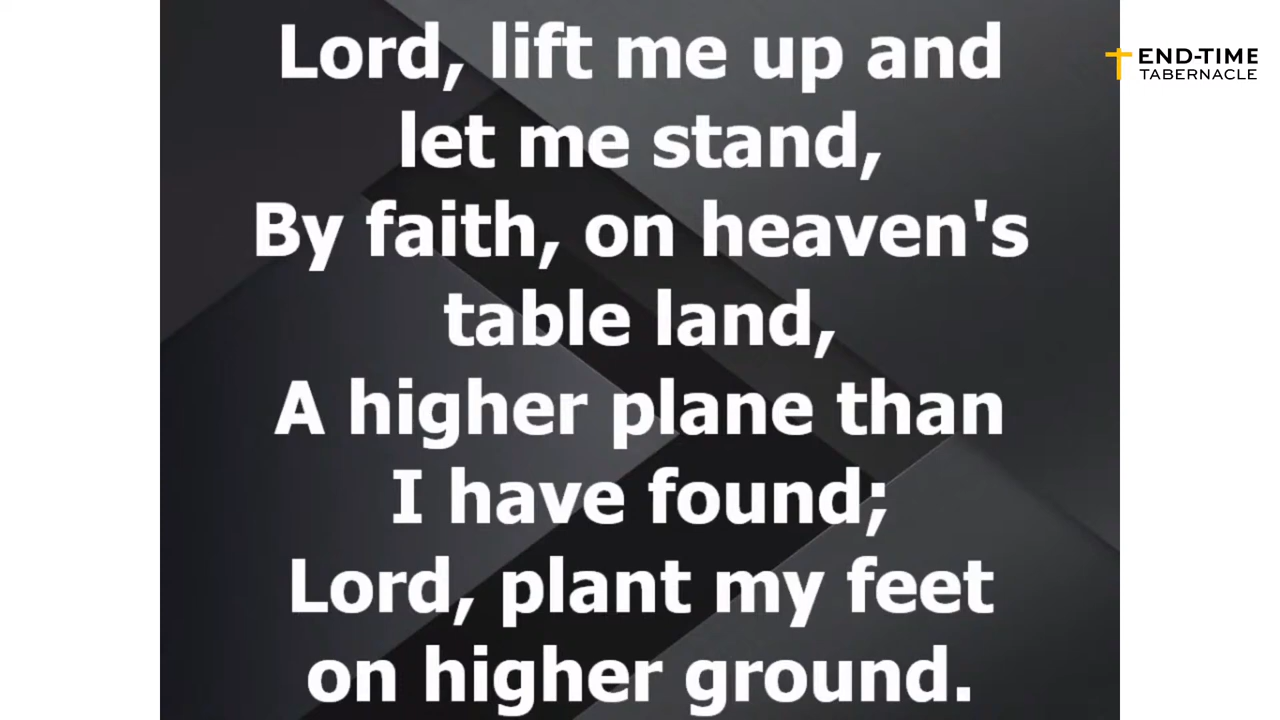 Lord, lift me up and
let me stand,
By faith, on heaven's
table land,
A higher plane than
I have found;
Lord, plant my feet
on higher ground.
END-TIME
TABERNACLE